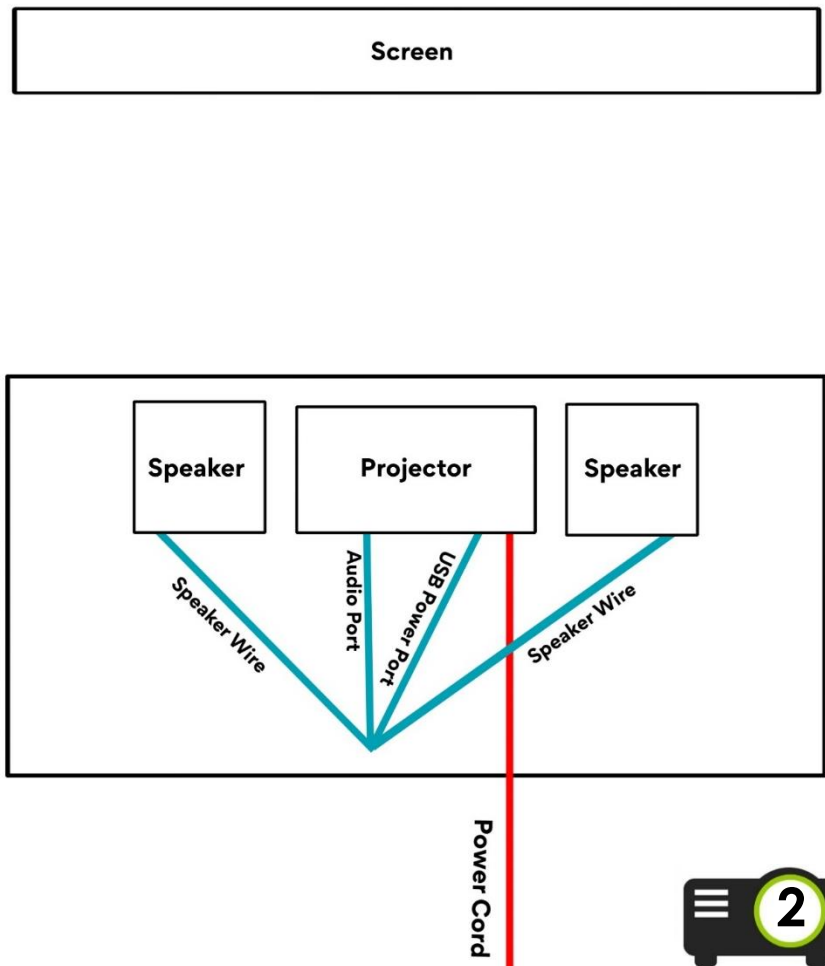 Screen
Speaker
Projector
Speaker
Speaker Wire
Audio Port
USB Power Port
Speaker Wire
Power Cord
2